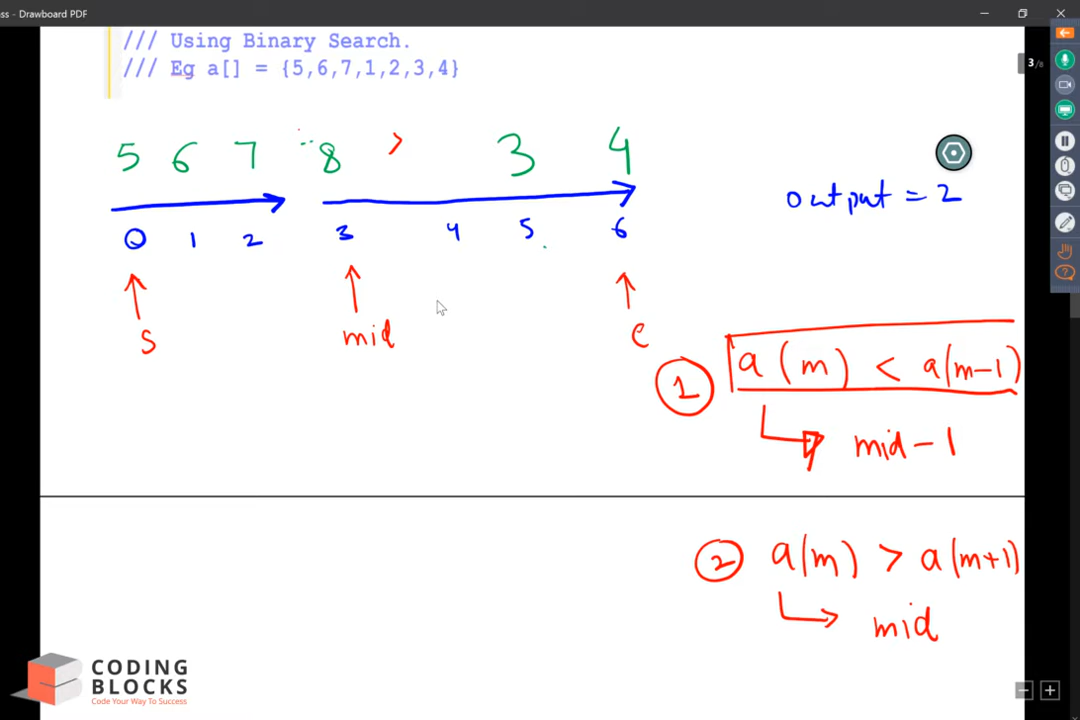 ss - Drawboard PDF
/// Using Binary Search.
/// Eg a[] = {5,6,7,1,2,3,4}
3/8
5 6 7 8 > 3 4
output = 2
0 1 2 3 4 5 6
s mid e
1 a(m) < a(m-1)
mid-1
2 a(m) > a(m+1)
mid
CODING
BLOCKS
Code Your Way To Success